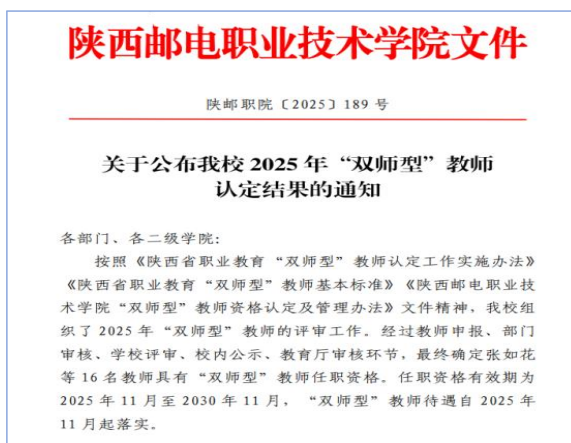 陕西邮电职业技术学院文件
陕邮职院〔2025〕189 号
关于公布我校 2025 年“双师型”教师
认定结果的通知
各部门、各二级学院：
按照《陕西省职业教育“双师型”教师认定工作实施办法》
《陕西省职业教育“双师型”教师基本标准》《陕西邮电职业技
术学院“双师型”教师资格认定及管理办法》文件精神，我校组
织了 2025 年“双师型”教师的评审工作。经过教师申报、部门
审核、学校评审、校内公示、教育厅审核环节，最终确定张如花
等 16 名教师具有“双师型”教师任职资格。任职资格有效期为
2025 年 11 月至 2030 年 11 月，“双师型”教师待遇自 2025 年
11 月起落实。